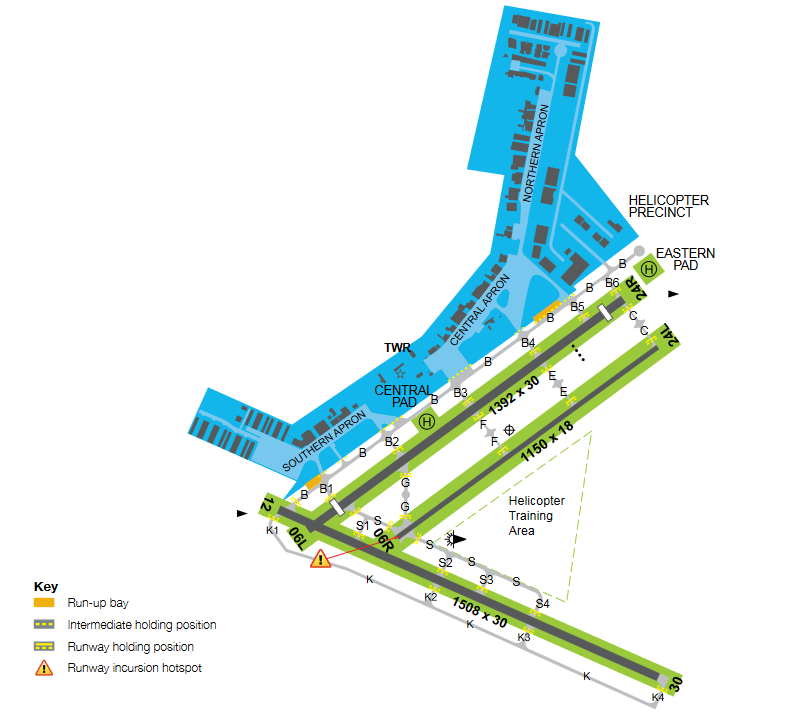 NORTHERN APRON
HELICOPTER
PRECINCT
EASTERN
PAD
H
B
B6
24R
B
B5
C
C
24L
B
CENTRAL APRON
B4
TWR
B
E
E
CENTRAL
PAD
B
B3
1392 x 30
H
F
F
1150 x 18
SOUTHERN APRON
B2
B
G
G
B
B1
12
K1
06L
S1
S
06R
Helicopter
Training
Area
!
S
S2
S
S3
S
S4
K
K2
1508 x 30
K
K3
K
30
K4
Key
Run-up bay
Intermediate holding position
Runway holding position
! Runway incursion hotspot